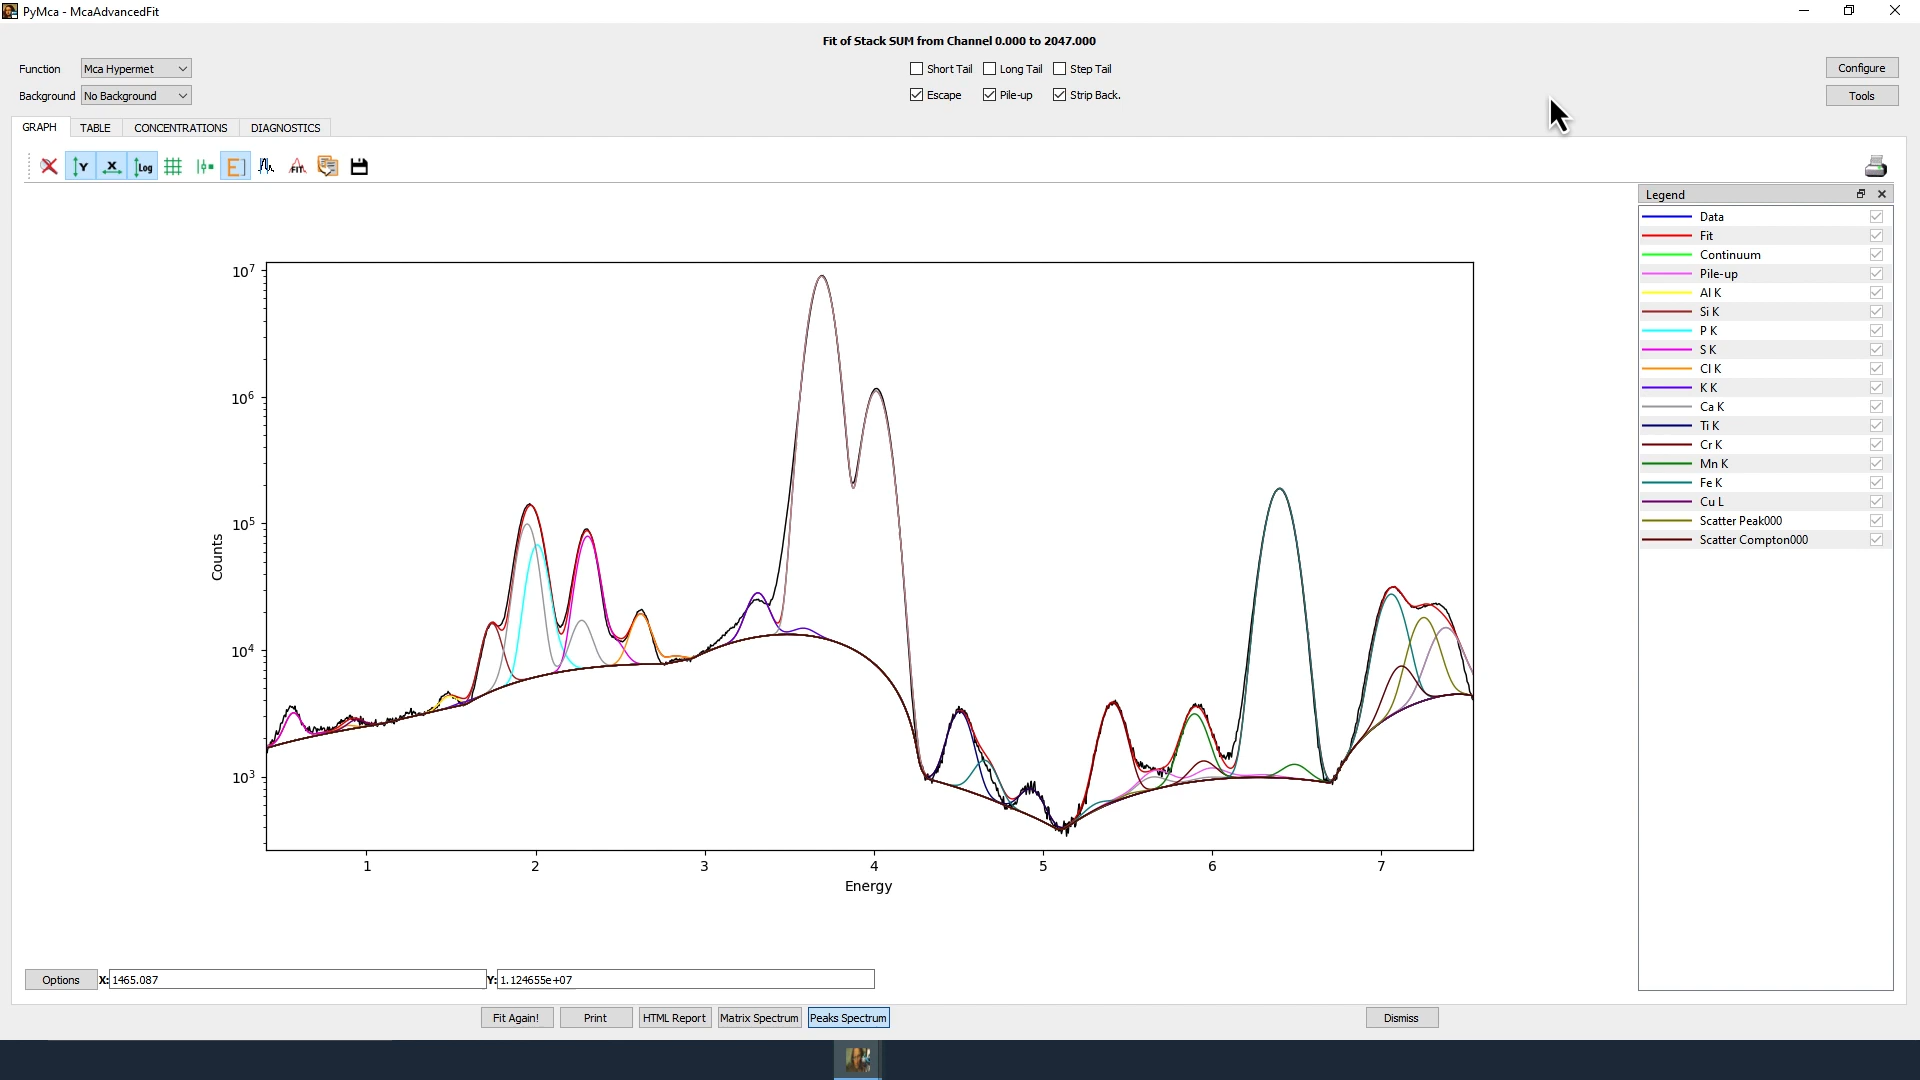 PyMca - McaAdvancedFit
Fit of Stack SUM from Channel 0.000 to 2047.000
Function Mca Hypermet Short Tail Long Tail Step Tail Configure
Background No Background Escape Pile-up Strip Back. Tools
GRAPH TABLE CONCENTRATIONS DIAGNOSTICS
Y X Log E FIT
Legend
Data
Fit
Continuum
Pile-up
Al K
Si K
P K
S K
Cl K
K K
Ca K
Ti K
Cr K
Mn K
Fe K
Cu L
Scatter Peak000
Scatter Compton000
10⁷
10⁶
10⁵
10⁴
10³
Counts
1 2 3 4 5 6 7
Energy
Options X: 1465.087 Y: 1.124655e+07
Fit Again! Print HTML Report Matrix Spectrum Peaks Spectrum Dismiss